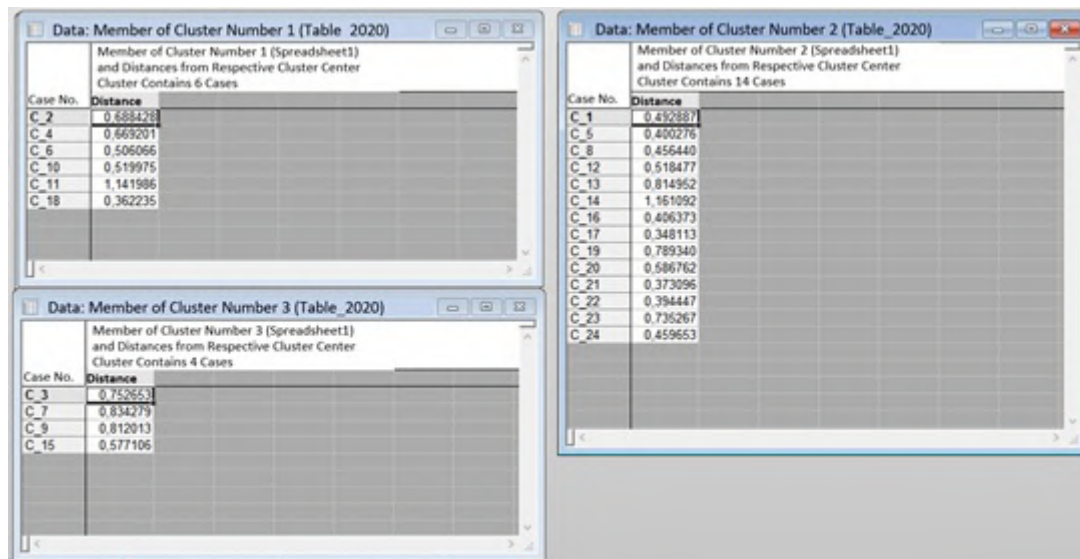 Data: Member of Cluster Number 1 (Table 2020)
Member of Cluster Number 1 (Spreadsheet1)
and Distances from Respective Cluster Center
Cluster Contains 6 Cases
Case No. Distance
C_2 0,688428
C_4 0,669201
C_6 0,506066
C_10 0,519975
C_11 1,141986
C_18 0,362235
Data: Member of Cluster Number 3 (Table_2020)
Member of Cluster Number 3 (Spreadsheet1)
and Distances from Respective Cluster Center
Cluster Contains 4 Cases
Case No. Distance
C_3 0,752653
C_7 0,834279
C_9 0,812013
C_15 0,577106
Data: Member of Cluster Number 2 (Table_2020)
Member of Cluster Number 2 (Spreadsheet1)
and Distances from Respective Cluster Center
Cluster Contains 14 Cases
Case No. Distance
C_1 0,492887
C_5 0,400276
C_8 0,456440
C_12 0,518477
C_13 0,814952
C_14 1,161092
C_16 0,406373
C_17 0,348113
C_19 0,789340
C_20 0,586762
C_21 0,373096
C_22 0,394447
C_23 0,735267
C_24 0,459653